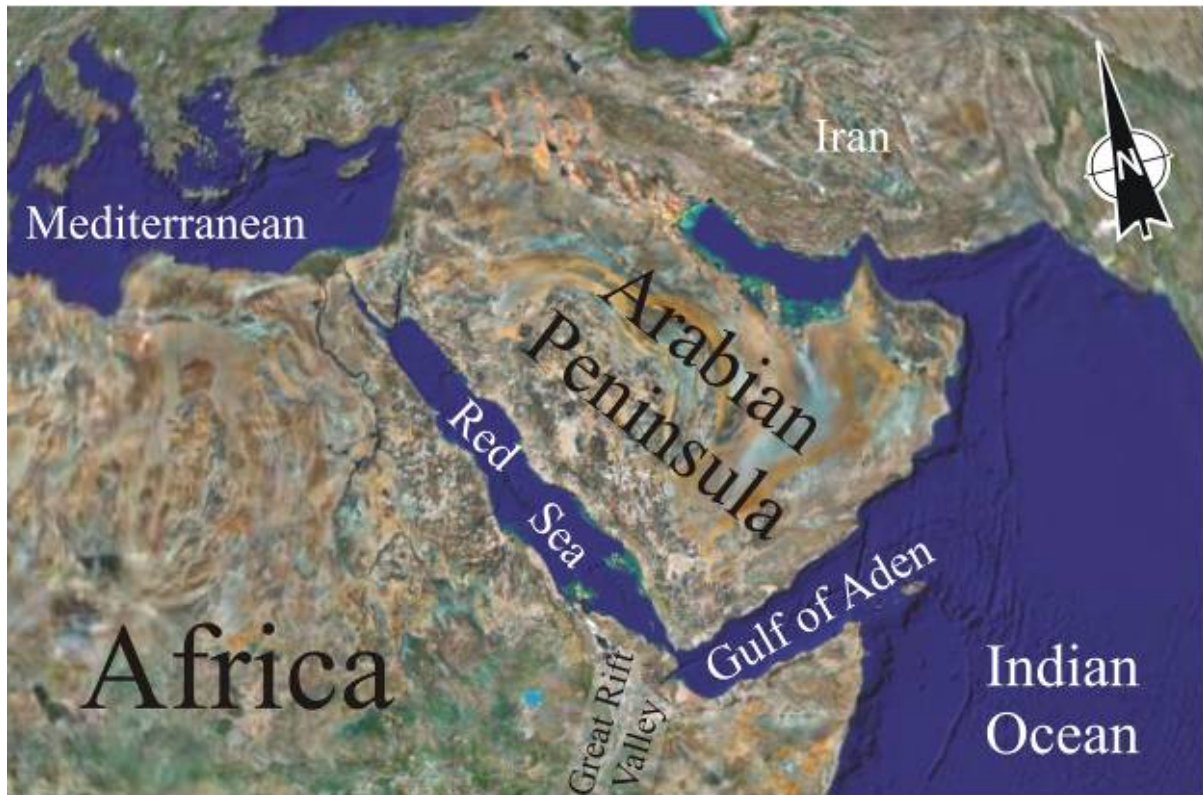 Iran
N
Mediterranean
Arabian
Peninsula
Red
Sea
Gulf of Aden
Africa
Great Rift
Valley
Indian
Ocean